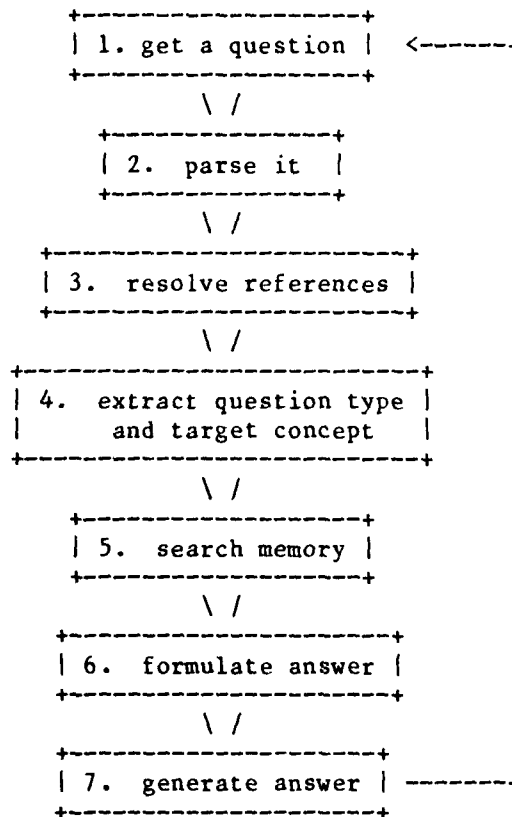 1. get a question
2. parse it
3. resolve references
4. extract question type
and target concept
5. search memory
6. formulate answer
7. generate answer